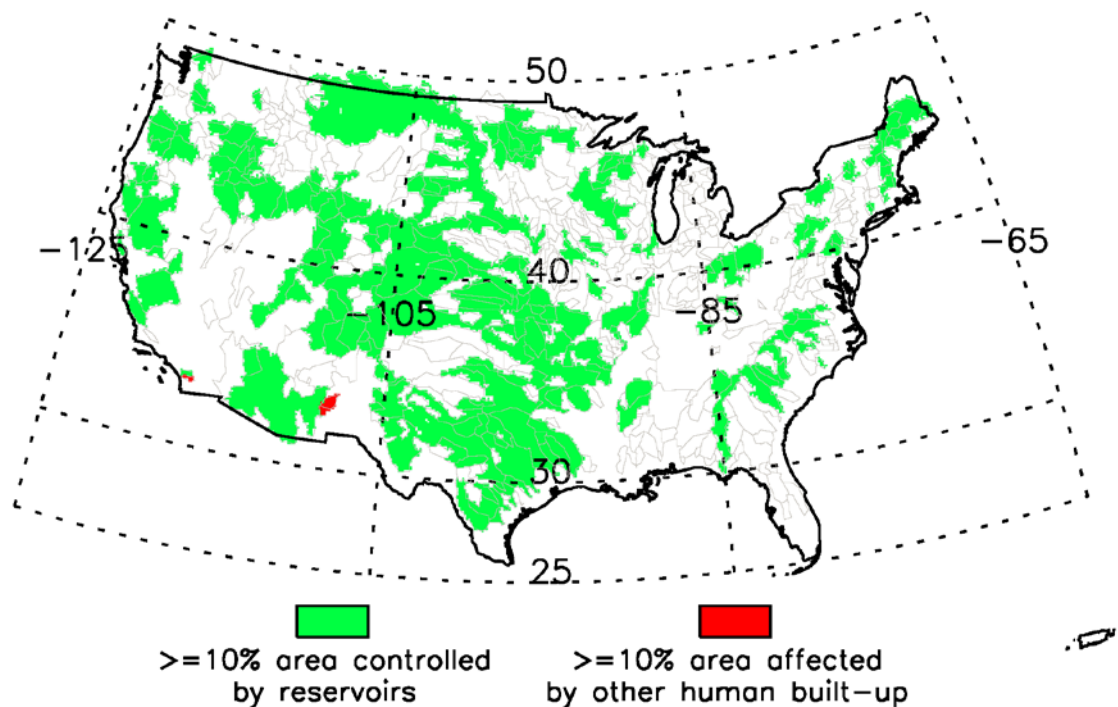 50
-125
-65
40
-105
-85
30
25
>=10% area controlled
by reservoirs
>=10% area affected
by other human built-up